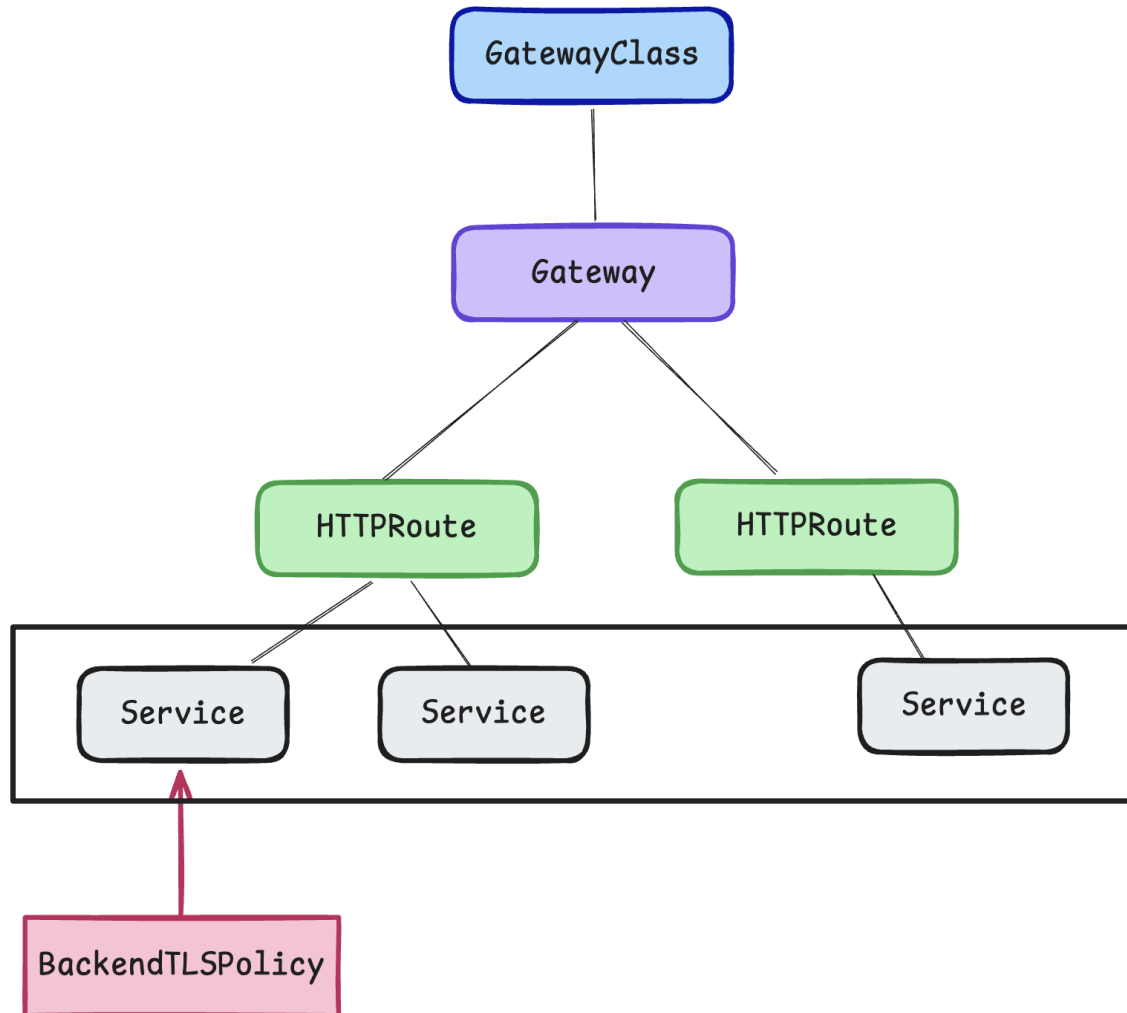 GatewayClass
Gateway
HTTPRoute
HTTPRoute
Service
Service
Service
BackendTLSPolicy